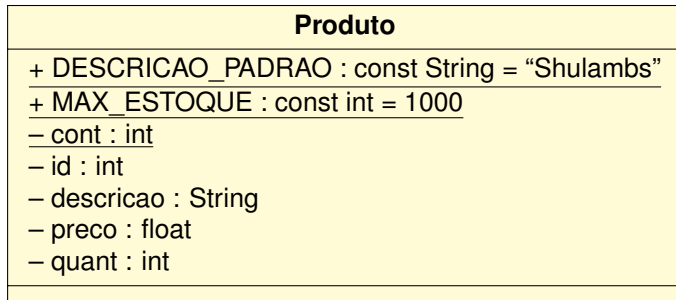 Produto
+ DESCRICAO_PADRAO : const String = “Shulambs”
+ MAX_ESTOQUE : const int = 1000
– cont : int
– id : int
– descricao : String
– preco : float
– quant : int